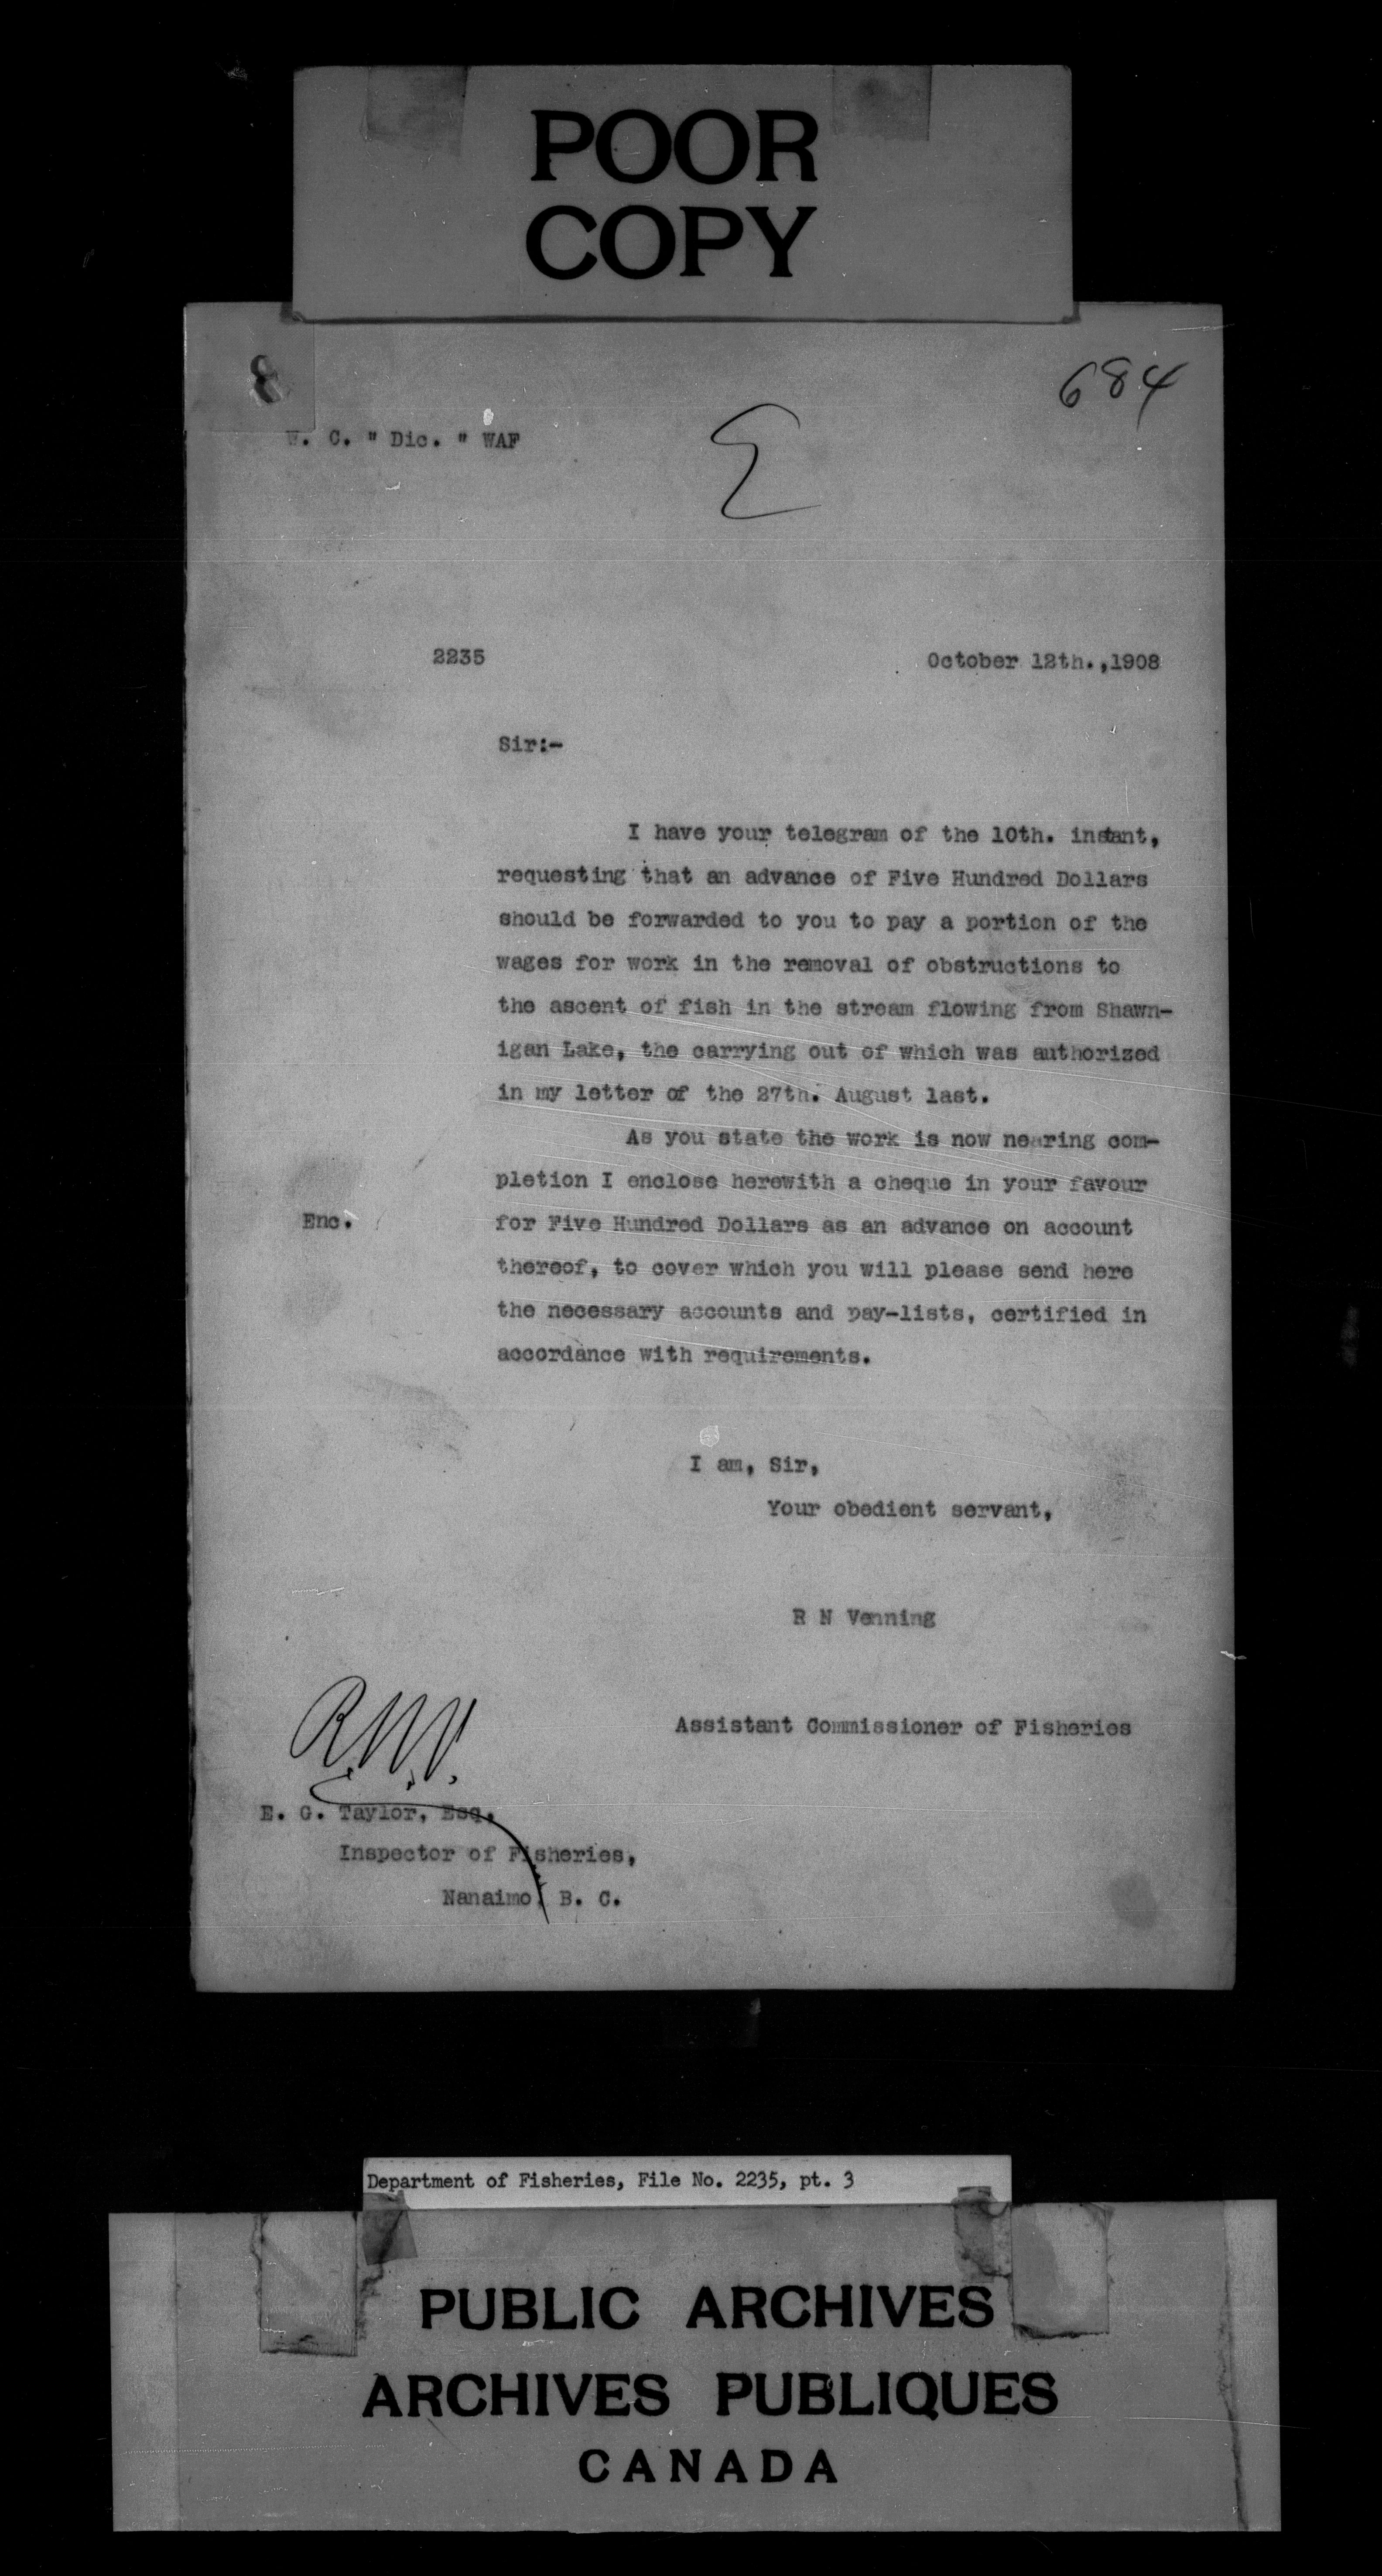 POOR
COPY
8
684
W. C. " Dic. " WAF
2235
October 12th.,1908
Sir:-
I have your telegram of the 10th. instant,
requesting that an advance of Five Hundred Dollars
should be forwarded to you to pay a portion of the
wages for work in the removal of obstructions to
the ascent of fish in the stream flowing from Shawn-
igan Lake, the carrying out of which was authorized
in my letter of the 27th. August last.
As you state the work is now nearing com-
pletion I enclose herewith a cheque in your favour
Enc.
for Five Hundred Dollars as an advance on account
thereof, to cover which you will please send here
the necessary accounts and pay-lists, certified in
accordance with requirements.
I am, Sir,
Your obedient servant,
R N Venning
R.N.V.
Assistant Commissioner of Fisheries
E. G. Taylor, Esq.
Inspector of Fisheries,
Nanaimo, B. C.
Department of Fisheries, File No. 2235, pt. 3
PUBLIC ARCHIVES
ARCHIVES PUBLIQUES
CANADA